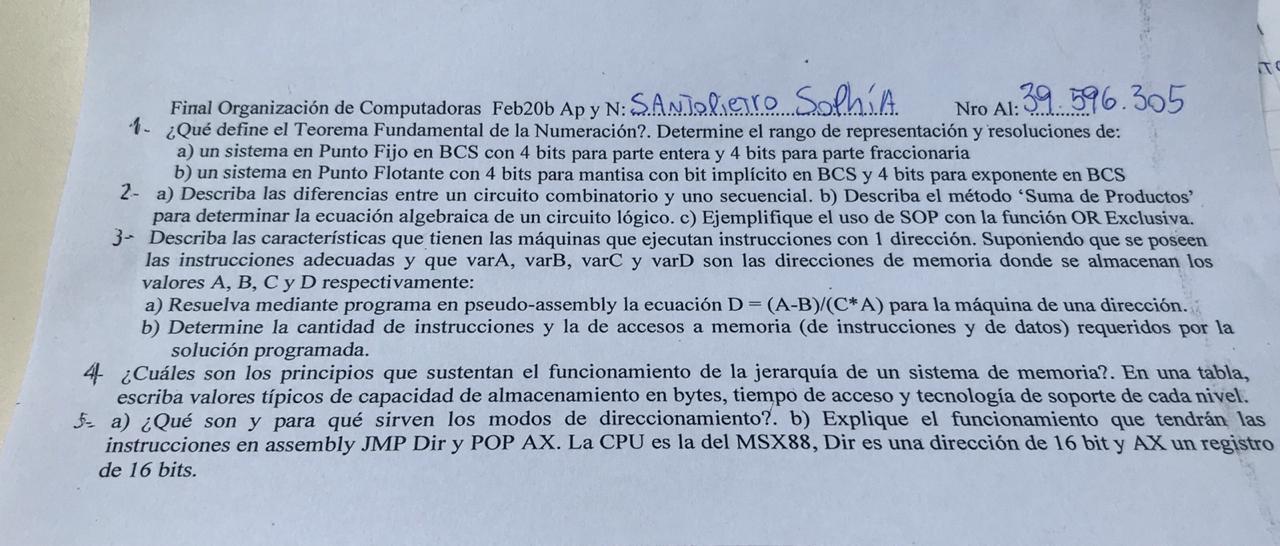 Final Organización de Computadoras Feb20b Ap y N: SANTOPIETRO SOPHÍA Nro Al: 39.596.305
1- ¿Qué define el Teorema Fundamental de la Numeración?. Determine el rango de representación y resoluciones de:
a) un sistema en Punto Fijo en BCS con 4 bits para parte entera y 4 bits para parte fraccionaria
b) un sistema en Punto Flotante con 4 bits para mantisa con bit implícito en BCS y 4 bits para exponente en BCS
2- a) Describa las diferencias entre un circuito combinatorio y uno secuencial. b) Describa el método ‘Suma de Productos’
para determinar la ecuación algebraica de un circuito lógico. c) Ejemplifique el uso de SOP con la función OR Exclusiva.
3- Describa las características que tienen las máquinas que ejecutan instrucciones con 1 dirección. Suponiendo que se poseen
las instrucciones adecuadas y que varA, varB, varC y varD son las direcciones de memoria donde se almacenan los
valores A, B, C y D respectivamente:
a) Resuelva mediante programa en pseudo-assembly la ecuación D = (A-B)/(C*A) para la máquina de una dirección.
b) Determine la cantidad de instrucciones y la de accesos a memoria (de instrucciones y de datos) requeridos por la
solución programada.
4- ¿Cuáles son los principios que sustentan el funcionamiento de la jerarquía de un sistema de memoria?. En una tabla,
escriba valores típicos de capacidad de almacenamiento en bytes, tiempo de acceso y tecnología de soporte de cada nivel.
5- a) ¿Qué son y para qué sirven los modos de direccionamiento?. b) Explique el funcionamiento que tendrán las
instrucciones en assembly JMP Dir y POP AX. La CPU es la del MSX88, Dir es una dirección de 16 bit y AX un registro
de 16 bits.